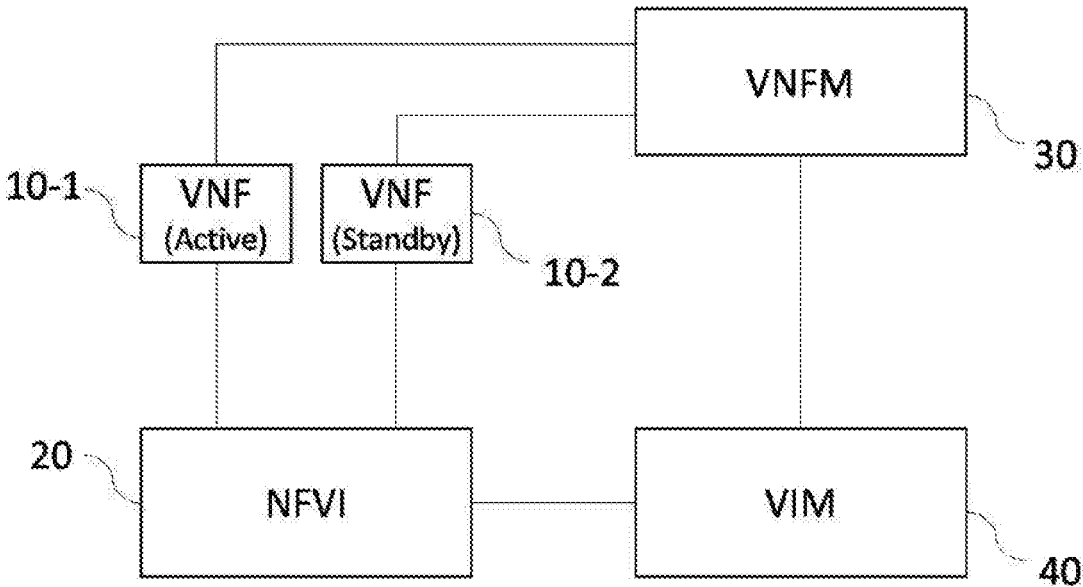 VNFM
30
10-1
VNF
(Active)
VNF
(Standby)
10-2
20
NFVI
VIM
40